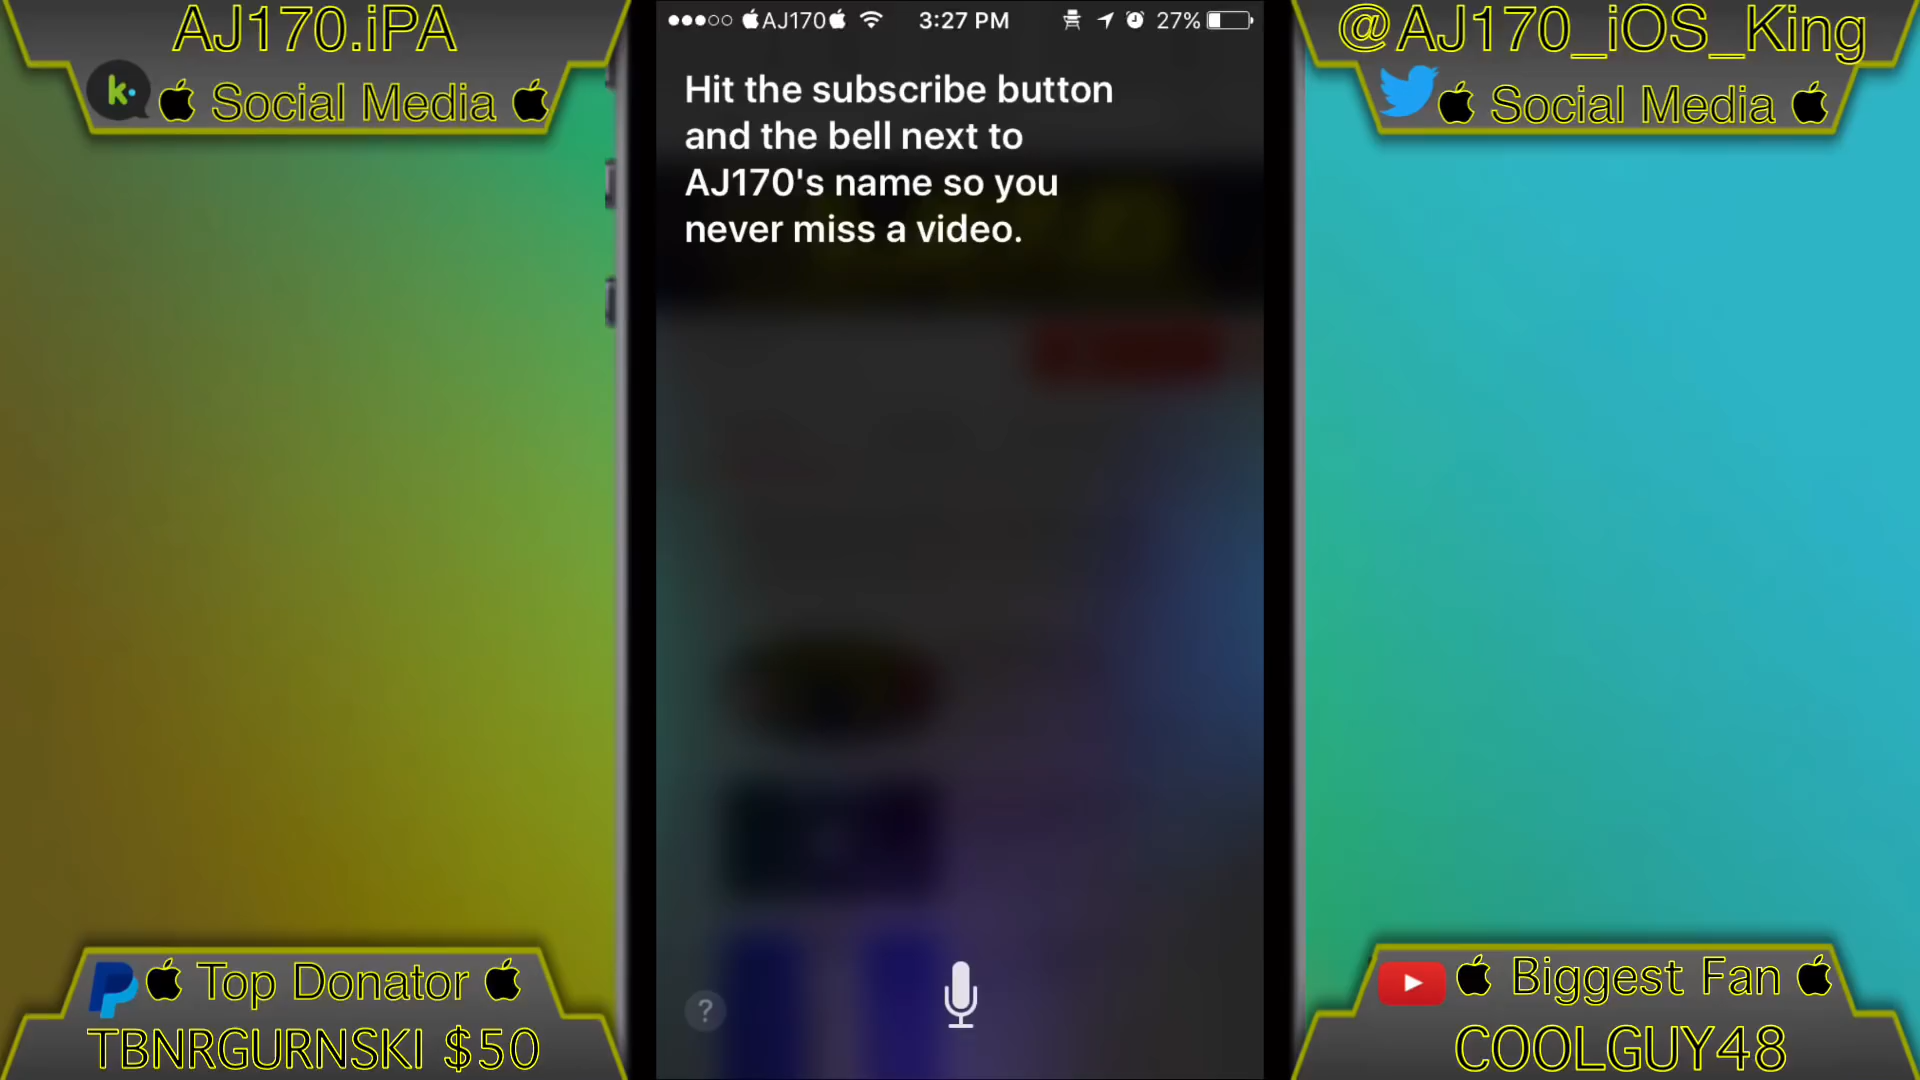 AJ170.iPA
Social Media
AJ170
3:27 PM
27%
@AJ170_iOS_King
Social Media
Hit the subscribe button
and the bell next to
AJ170's name so you
never miss a video.
?
Top Donator
TBNRGURNSKI $50
Biggest Fan
COOLGUY48